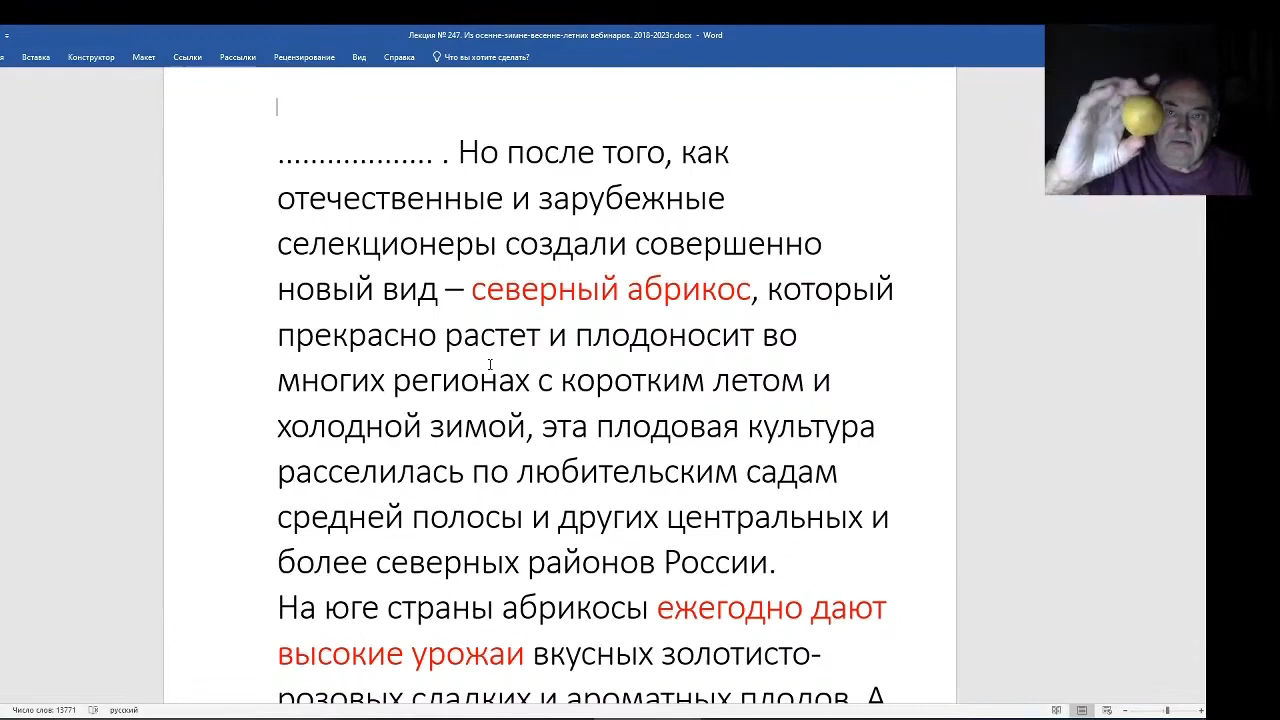 Лекция № 247. Из осенне-зимне-весенне-летних вебинаров. 2018-2023г.docx - Word
Вставка Конструктор Макет Ссылки Рассылки Рецензирование Вид Справка Что вы хотите сделать?
................... . Но после того, как
отечественные и зарубежные
селекционеры создали совершенно
новый вид – северный абрикос, который
прекрасно растет и плодоносит во
многих регионах с коротким летом и
холодной зимой, эта плодовая культура
расселилась по любительским садам
средней полосы и других центральных и
более северных районов России.
На юге страны абрикосы ежегодно дают
высокие урожаи вкусных золотисто-
розовых сладких и ароматных плодов. А
Число слов: 13771 русский